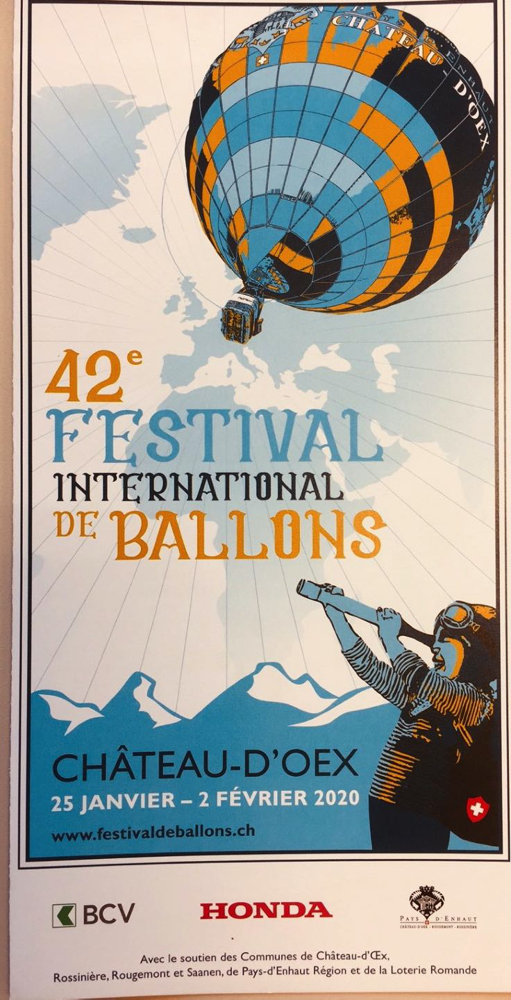 PAYS-D'ENHAUT
CHÂTEAU-D'OEX
42e
FESTIVAL
INTERNATIONAL
DE BALLONS
CHÂTEAU-D'OEX
25 JANVIER – 2 FÉVRIER 2020
www.festivaldeballons.ch
BCV
HONDA
PAYS D'ENHAUT
CHÂTEAU-D'ŒX - ROUGEMONT - ROSSINIÈRE
Avec le soutien des Communes de Château-d'Œx,
Rossinière, Rougemont et Saanen, de Pays-d'Enhaut Région et de la Loterie Romande